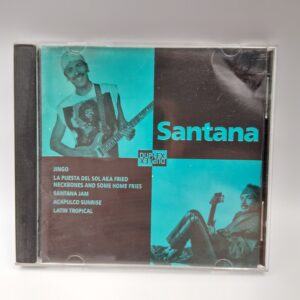 Santana
JINGO
LA PUESTA DEL SOL AKA FRIED
NECKBONES AND SOME HOME FRIES
SANTANA JAM
ACAPULCO SUNRISE
LATIN TROPICAL